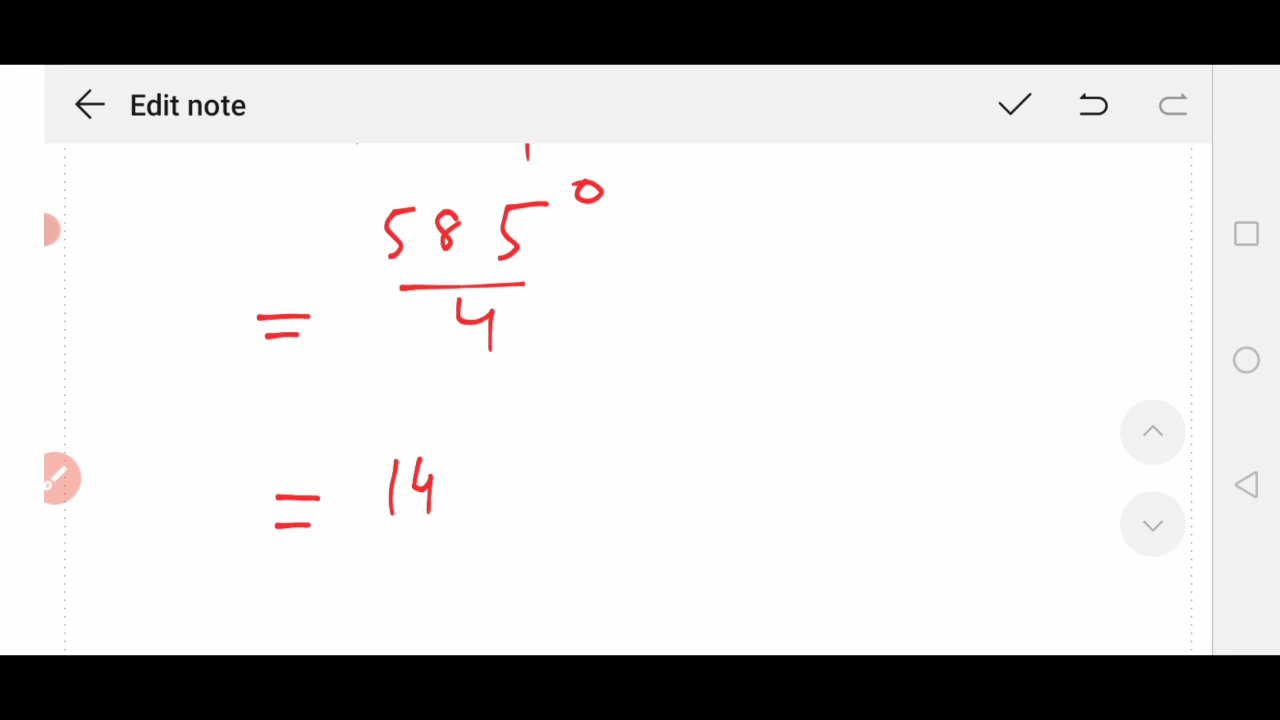 Edit note
585°
= 4
= 14